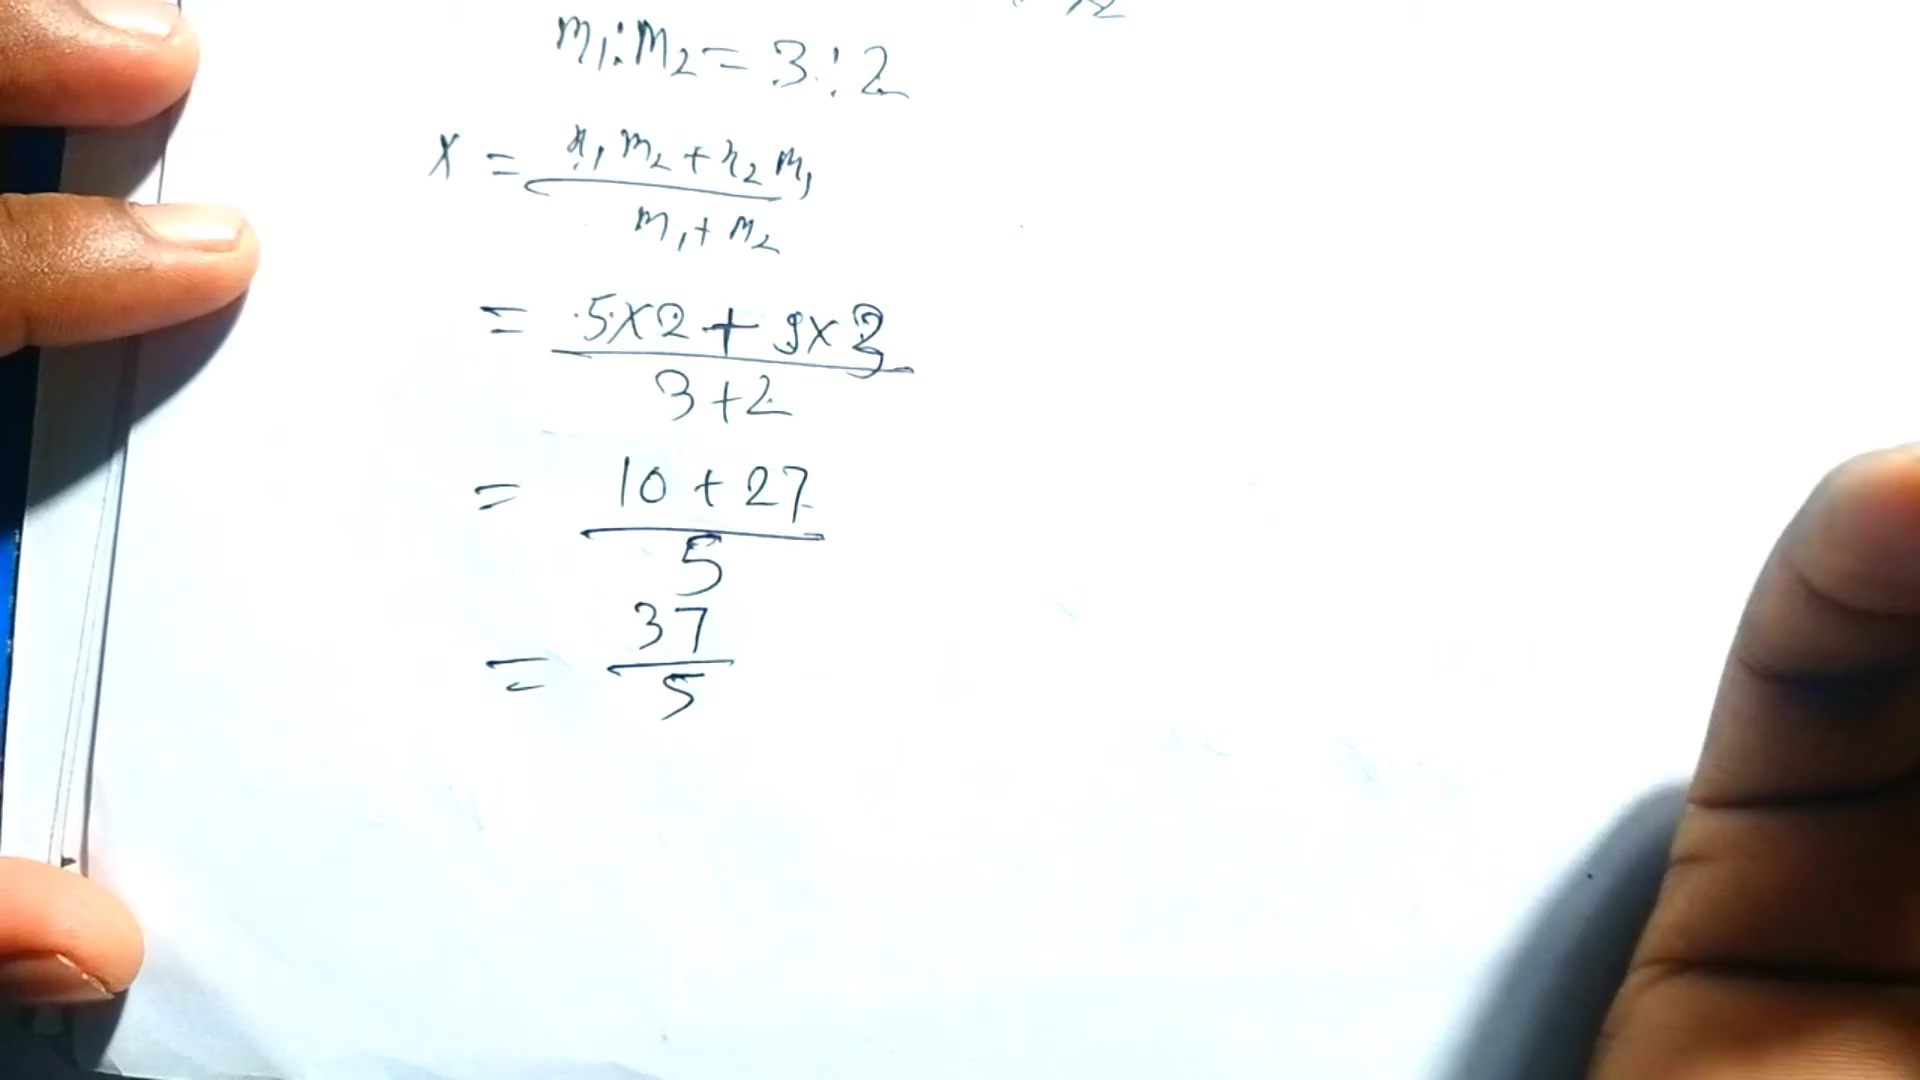 m₁:m₂ = 3:2
x = x₁m₂ + x₂m₁
m₁ + m₂
= 5×2 + 9×3
3+2
= 10 + 27
5
= 37
5